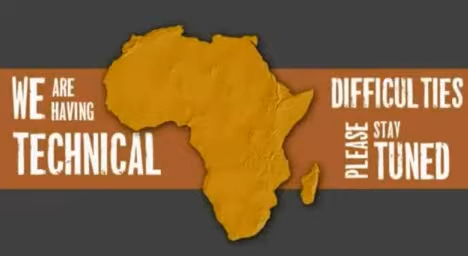 WE ARE HAVING
TECHNICAL
DIFFICULTIES
PLEASE STAY TUNED